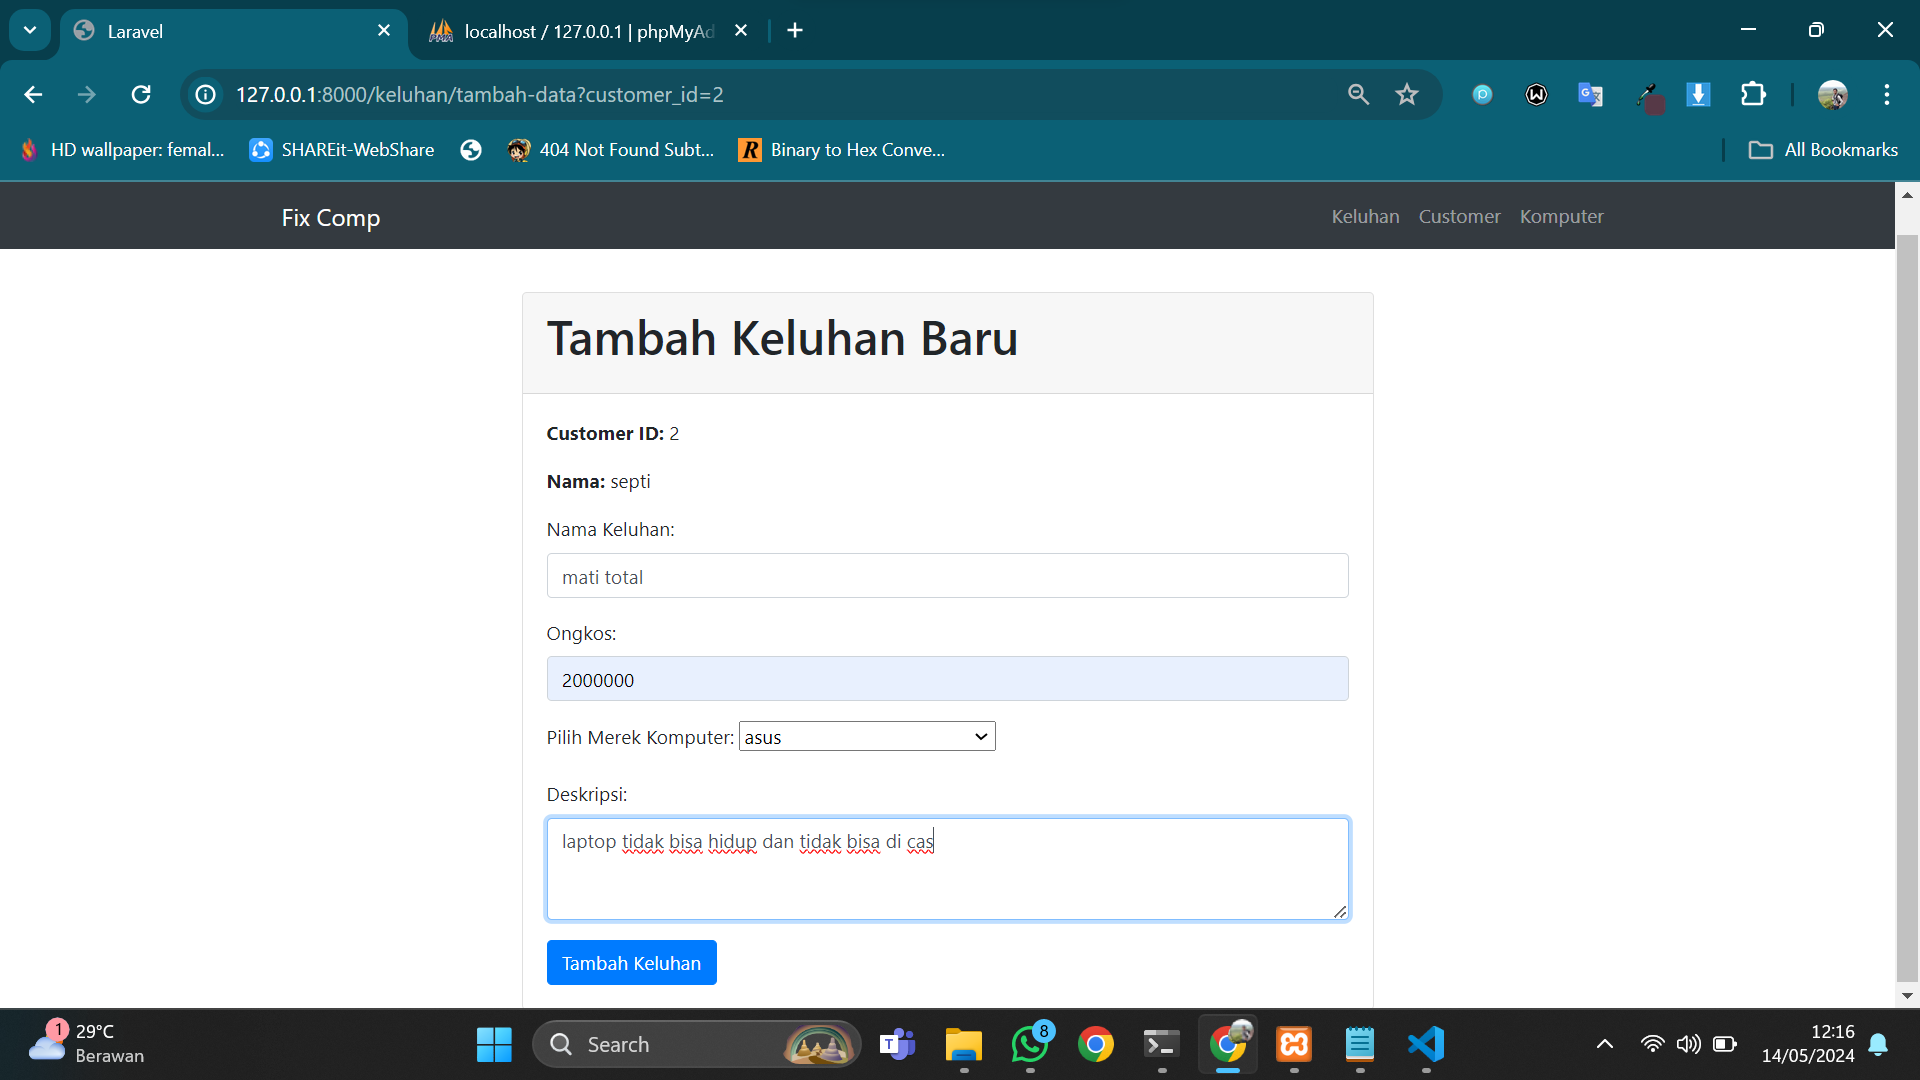 Laravel
localhost / 127.0.0.1 | phpMyAd
127.0.0.1:8000/keluhan/tambah-data?customer_id=2
HD wallpaper: femal...
SHAREit-WebShare
404 Not Found Subt...
Binary to Hex Conve...
All Bookmarks
Fix Comp
Keluhan
Customer
Komputer
Tambah Keluhan Baru
Customer ID: 2
Nama: septi
Nama Keluhan:
mati total
Ongkos:
2000000
Pilih Merek Komputer: asus
Deskripsi:
laptop tidak bisa hidup dan tidak bisa di cas
Tambah Keluhan
1
29°C
Berawan
Search
8
12:16
14/05/2024